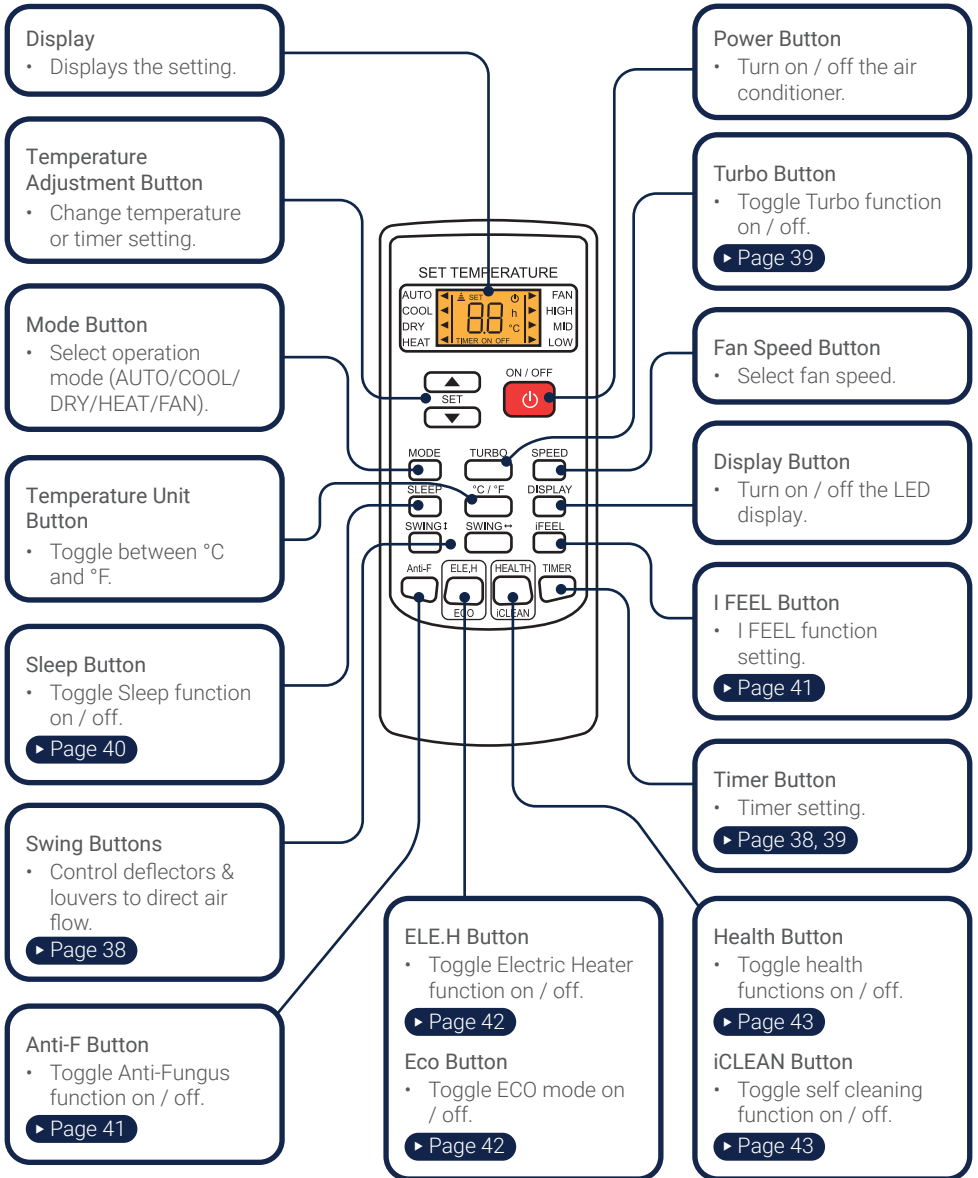 Display
• Displays the setting.
Temperature
Adjustment Button
• Change temperature
or timer setting.
Mode Button
• Select operation
mode (AUTO/COOL/
DRY/HEAT/FAN).
Temperature Unit
Button
• Toggle between °C
and °F.
Sleep Button
• Toggle Sleep function
on / off.
▸ Page 40
Swing Buttons
• Control deflectors &
louvers to direct air
flow.
▸ Page 38
Anti-F Button
• Toggle Anti-Fungus
function on / off.
▸ Page 41
SET TEMPERATURE
AUTO
COOL
DRY
HEAT
SET
8.8
h
°C
TIMER ON OFF
FAN
HIGH
MID
LOW
SET
ON / OFF
MODE TURBO SPEED
SLEEP °C / °F DISPLAY
SWING↕ SWING↔ iFEEL
Anti-F ELE.H HEALTH TIMER
ECO iCLEAN
Power Button
• Turn on / off the air
conditioner.
Turbo Button
• Toggle Turbo function
on / off.
▸ Page 39
Fan Speed Button
• Select fan speed.
Display Button
• Turn on / off the LED
display.
I FEEL Button
• I FEEL function
setting.
▸ Page 41
Timer Button
• Timer setting.
▸ Page 38, 39
ELE.H Button
• Toggle Electric Heater
function on / off.
▸ Page 42
Eco Button
• Toggle ECO mode on
/ off.
▸ Page 42
Health Button
• Toggle health
functions on / off.
▸ Page 43
iCLEAN Button
• Toggle self cleaning
function on / off.
▸ Page 43